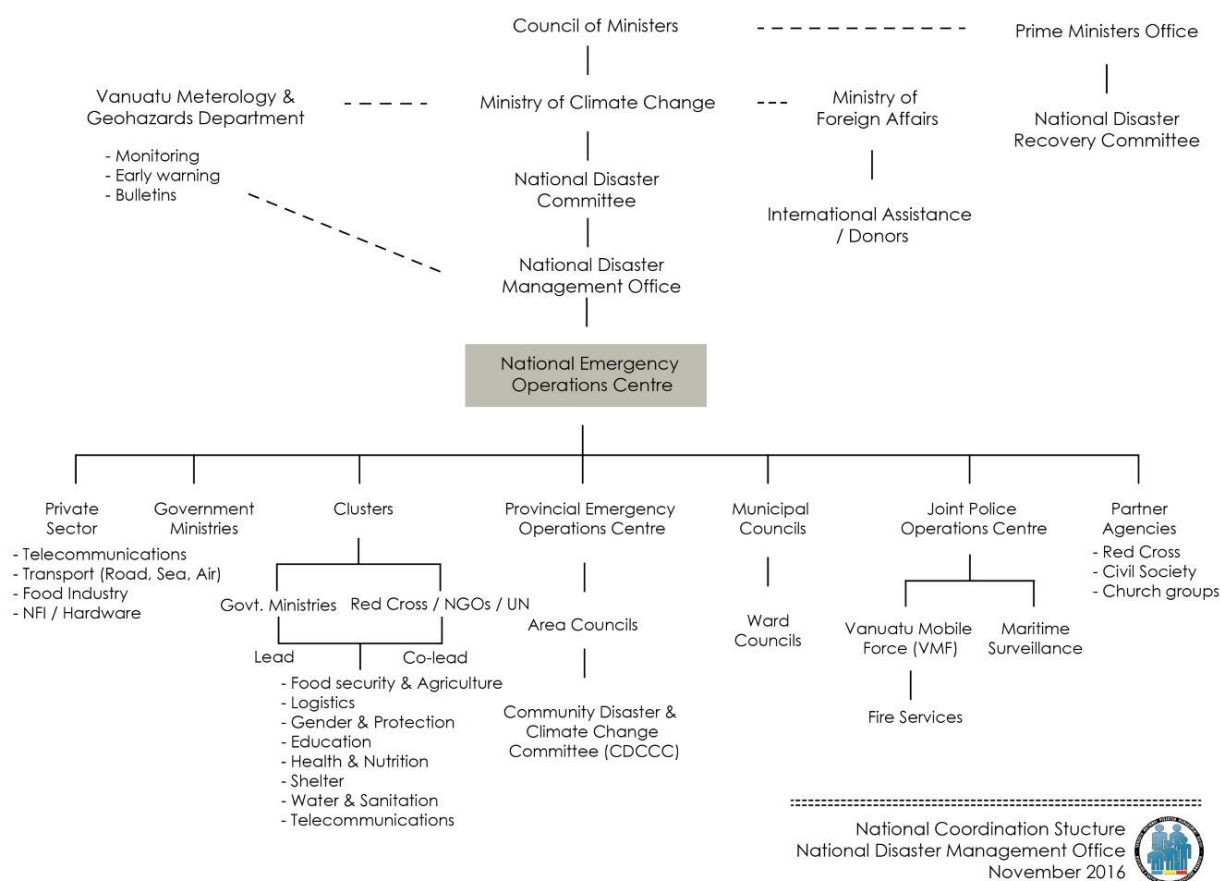 Council of Ministers
Prime Ministers Office
Vanuatu Meterology &
Geohazards Department
- Monitoring
- Early warning
- Bulletins
Ministry of Climate Change
Ministry of
Foreign Affairs
National Disaster
Recovery Committee
National Disaster
Committee
International Assistance
/ Donors
National Disaster
Management Office
National Emergency
Operations Centre
Private
Sector
- Telecommunications
- Transport (Road, Sea, Air)
- Food Industry
- NFI / Hardware
Government
Ministries
Clusters
Govt. Ministries
Red Cross / NGOs / UN
Lead
Co-lead
- Food security & Agriculture
- Logistics
- Gender & Protection
- Education
- Health & Nutrition
- Shelter
- Water & Sanitation
- Telecommunications
Provincial Emergency
Operations Centre
Area Councils
Community Disaster &
Climate Change
Committee (CDCCC)
Municipal
Councils
Ward
Councils
Joint Police
Operations Centre
Vanuatu Mobile
Force (VMF)
Maritime
Surveillance
Fire Services
Partner
Agencies
- Red Cross
- Civil Society
- Church groups
National Coordination Stucture
National Disaster Management Office
November 2016